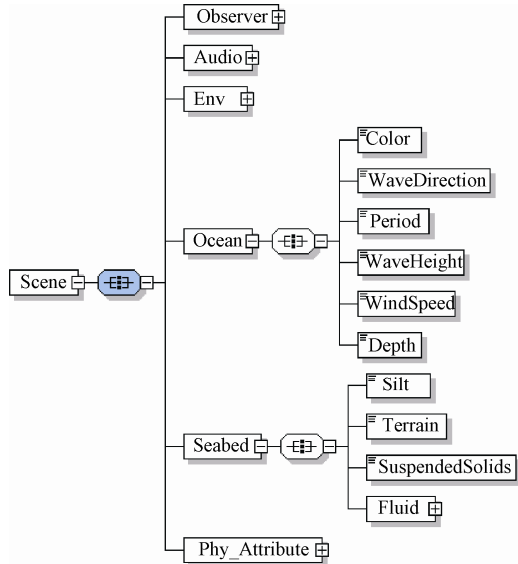 Observer
Audio
Env
Color
WaveDirection
Period
Ocean
WaveHeight
Scene
WindSpeed
Depth
Silt
Terrain
Seabed
SuspendedSolids
Fluid
Phy_Attribute